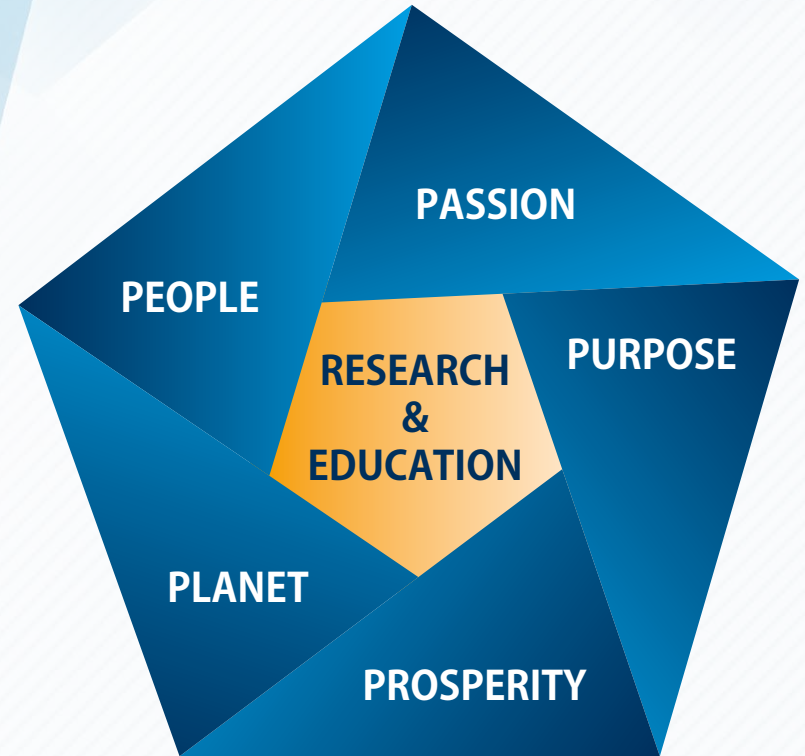 PASSION
PEOPLE
PURPOSE
RESEARCH
&
EDUCATION
PLANET
PROSPERITY